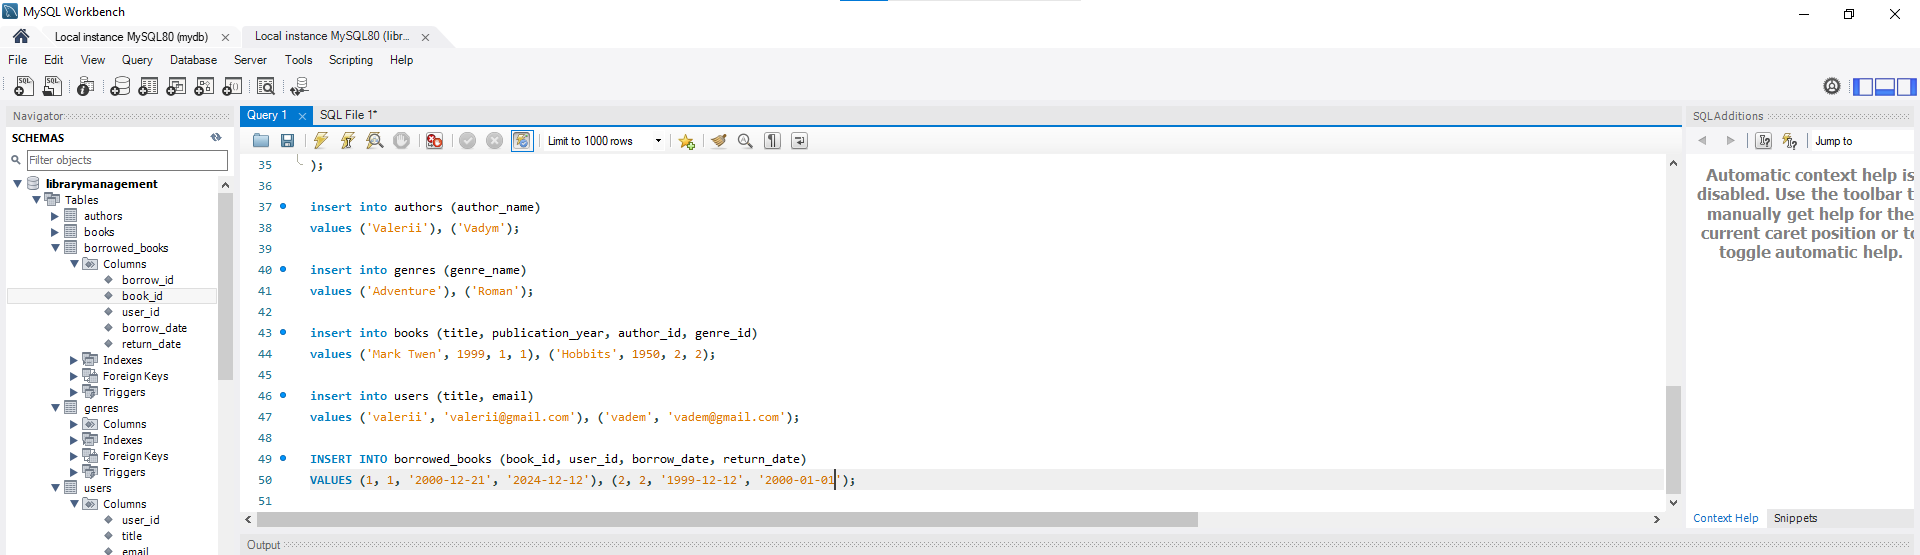 MySQL Workbench
Local instance MySQL80 (mydb)
Local instance MySQL80 (libr...
File Edit View Query Database Server Tools Scripting Help
Navigator
SCHEMAS
Filter objects
librarymanagement
Tables
authors
books
borrowed_books
Columns
borrow_id
book_id
user_id
borrow_date
return_date
Indexes
Foreign Keys
Triggers
genres
Columns
Indexes
Foreign Keys
Triggers
users
Columns
user_id
title
email
Query 1
SQL File 1*
Limit to 1000 rows
35 );
36
37 insert into authors (author_name)
38 values ('Valerii'), ('Vadym');
39
40 insert into genres (genre_name)
41 values ('Adventure'), ('Roman');
42
43 insert into books (title, publication_year, author_id, genre_id)
44 values ('Mark Twen', 1999, 1, 1), ('Hobbits', 1950, 2, 2);
45
46 insert into users (title, email)
47 values ('valerii', 'valerii@gmail.com'), ('vadem', 'vadem@gmail.com');
48
49 INSERT INTO borrowed_books (book_id, user_id, borrow_date, return_date)
50 VALUES (1, 1, '2000-12-21', '2024-12-12'), (2, 2, '1999-12-12', '2000-01-01');
51
Output
SQLAdditions
Jump to
Automatic context help is
disabled. Use the toolbar t
manually get help for the
current caret position or to
toggle automatic help.
Context Help
Snippets